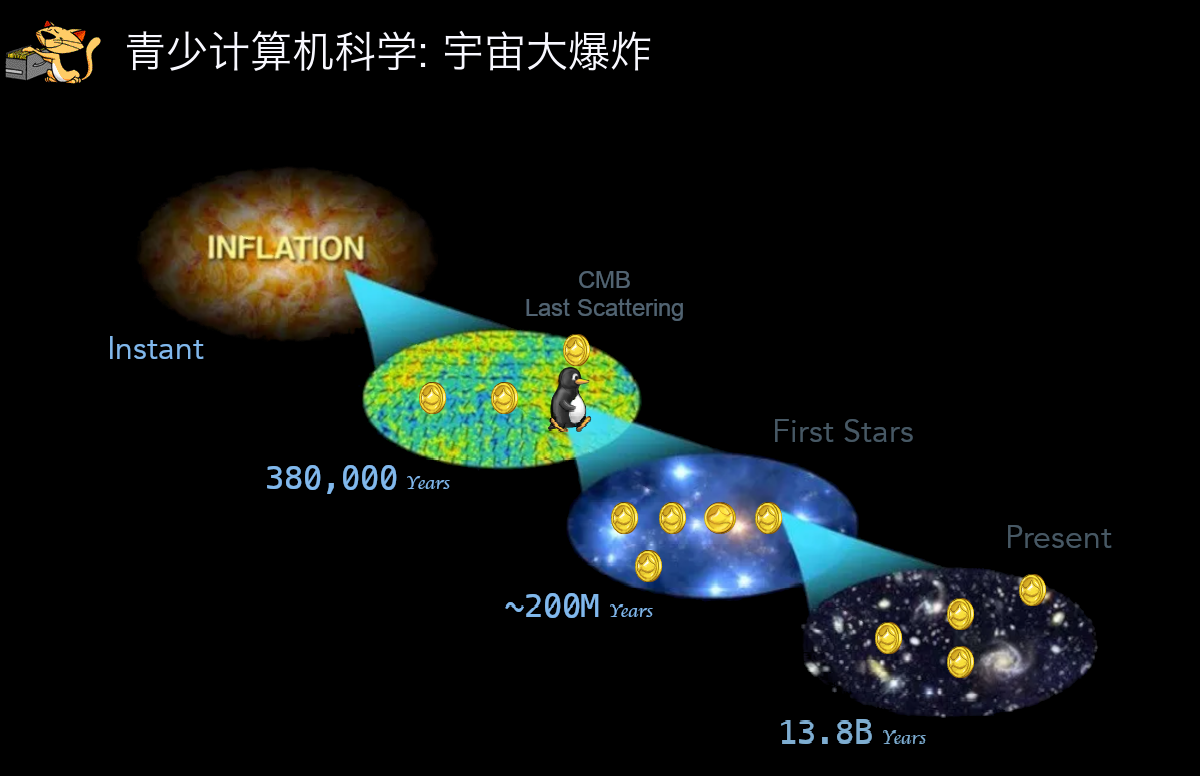 青少计算机科学: 宇宙大爆炸
INFLATION
Instant
CMB
Last Scattering
380,000 Years
First Stars
~200M Years
Present
13.8B Years